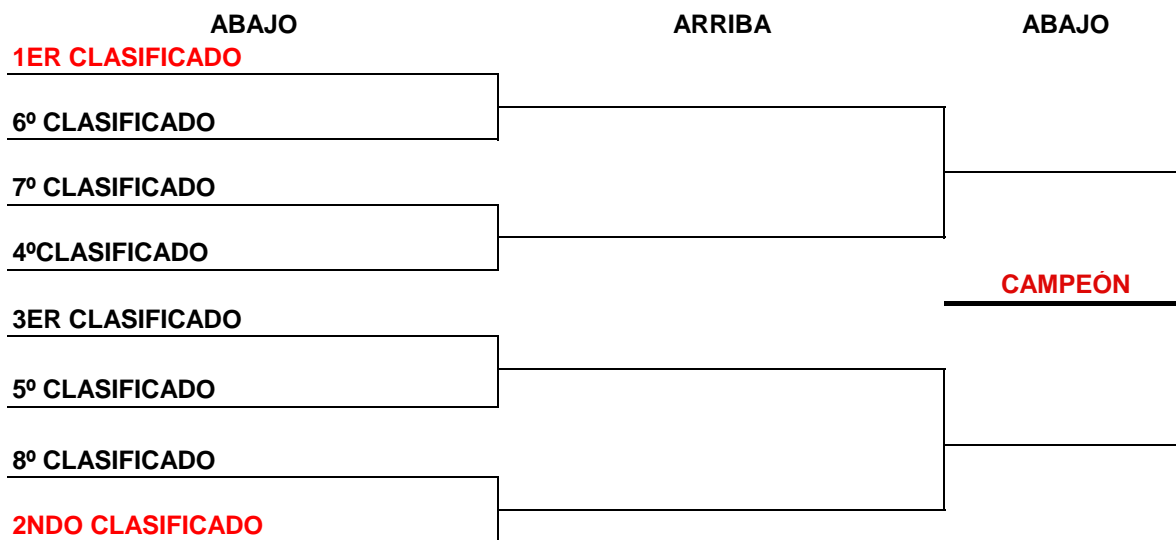 ABAJO ARRIBA ABAJO
1ER CLASIFICADO
6º CLASIFICADO
7º CLASIFICADO
4ºCLASIFICADO
CAMPEÓN
3ER CLASIFICADO
5º CLASIFICADO
8º CLASIFICADO
2NDO CLASIFICADO